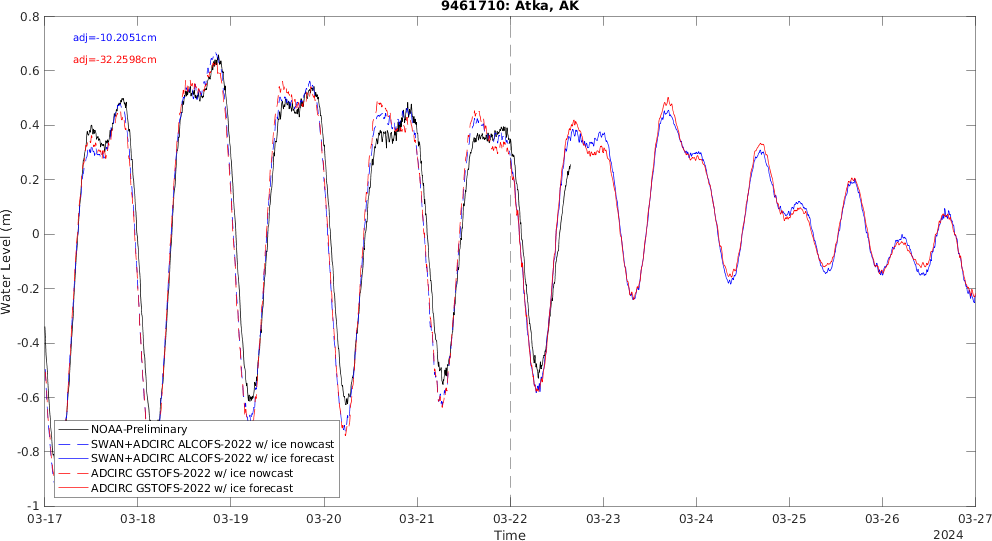 9461710: Atka, AK
adj=-10.2051cm
adj=-32.2598cm
Water Level (m)
0.8
0.6
0.4
0.2
0
-0.2
-0.4
-0.6
-0.8
-1
NOAA-Preliminary
SWAN+ADCIRC ALCOFS-2022 w/ ice nowcast
SWAN+ADCIRC ALCOFS-2022 w/ ice forecast
ADCIRC GSTOFS-2022 w/ ice nowcast
ADCIRC GSTOFS-2022 w/ ice forecast
03-17 03-18 03-19 03-20 03-21 03-22 03-23 03-24 03-25 03-26 03-27
Time
2024